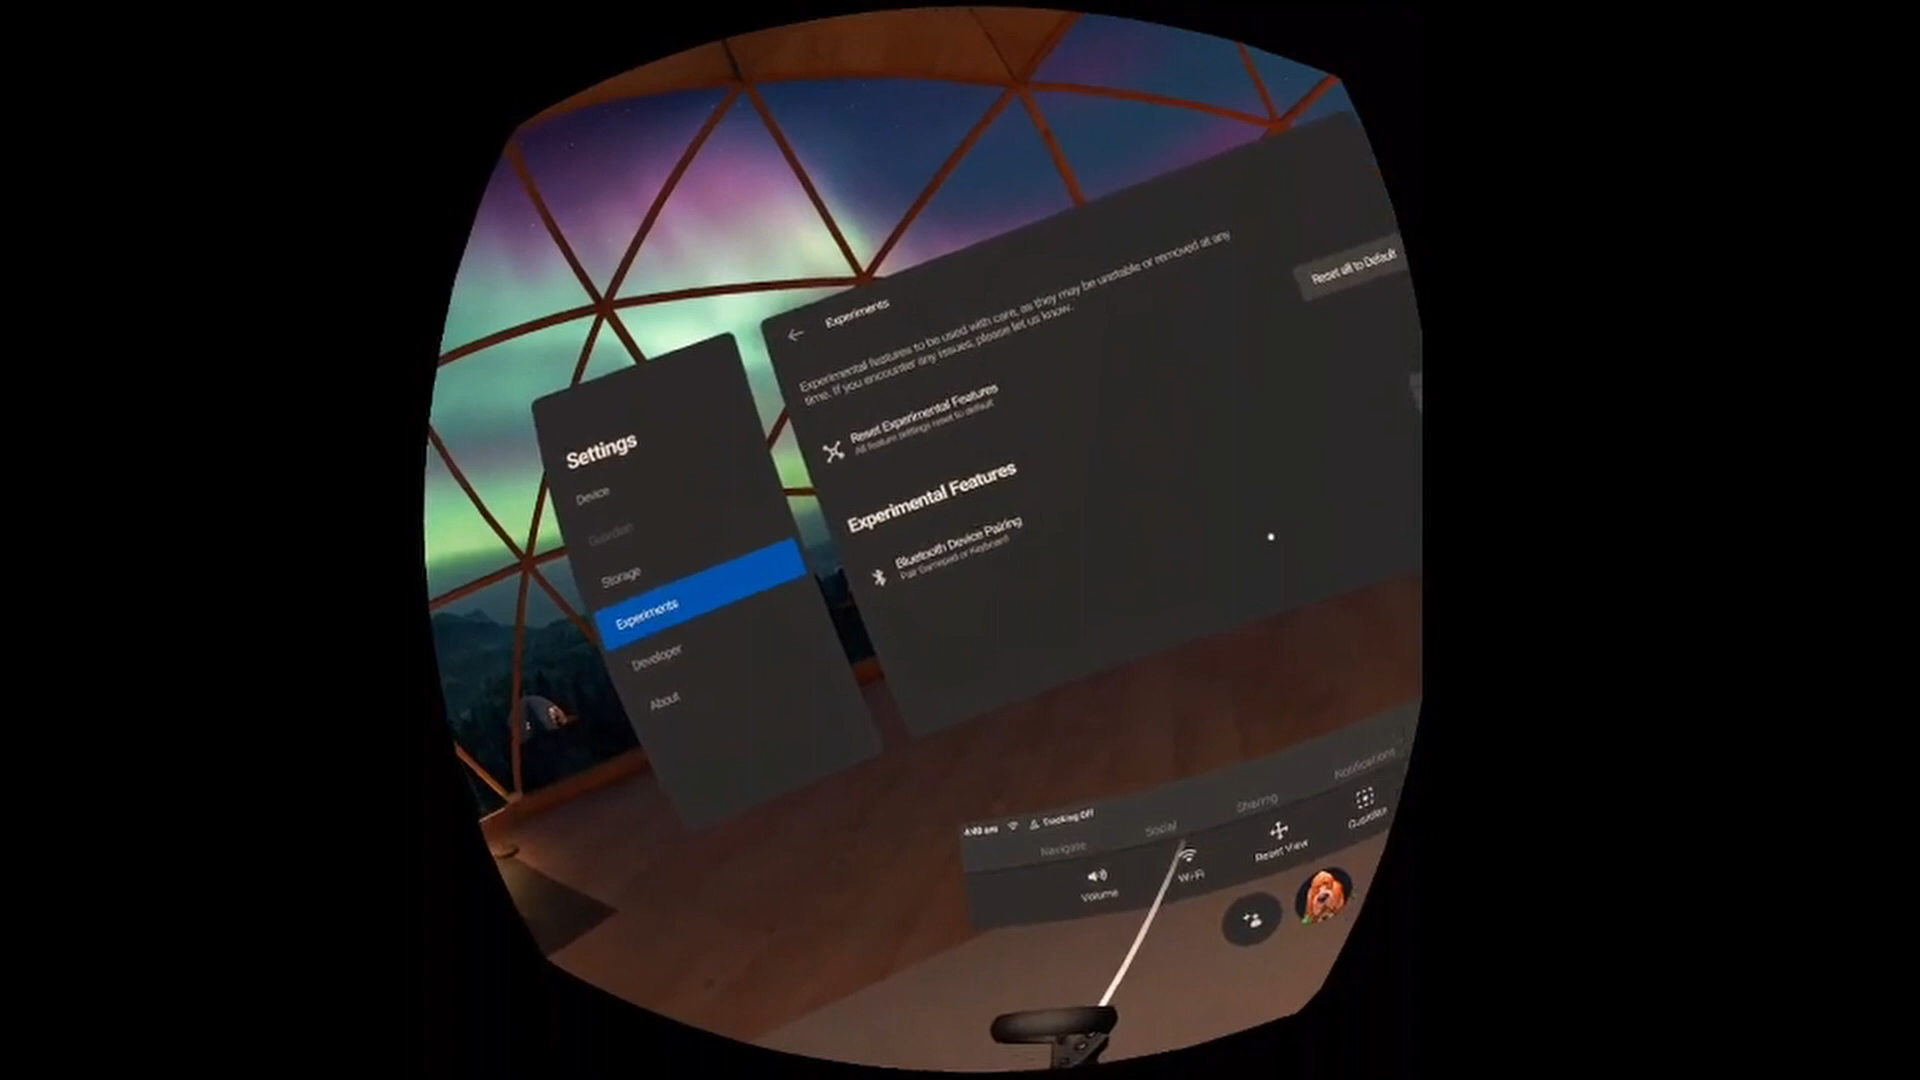 Settings
Device
Guardian
Storage
Experiments
Developer
About
Experiments
Experimental features to be used with care, as they may be unstable or removed at any
time. If you encounter any issues, please let us know.
Reset Experimental Features
All feature settings reset to default
Reset all to Default
Experimental Features
Bluetooth Device Pairing
Pair Gamepad or Keyboard
Tracking Off
Navigate
Social
Sharing
Notifications
Volume
Wi-Fi
Reset View
Guardian